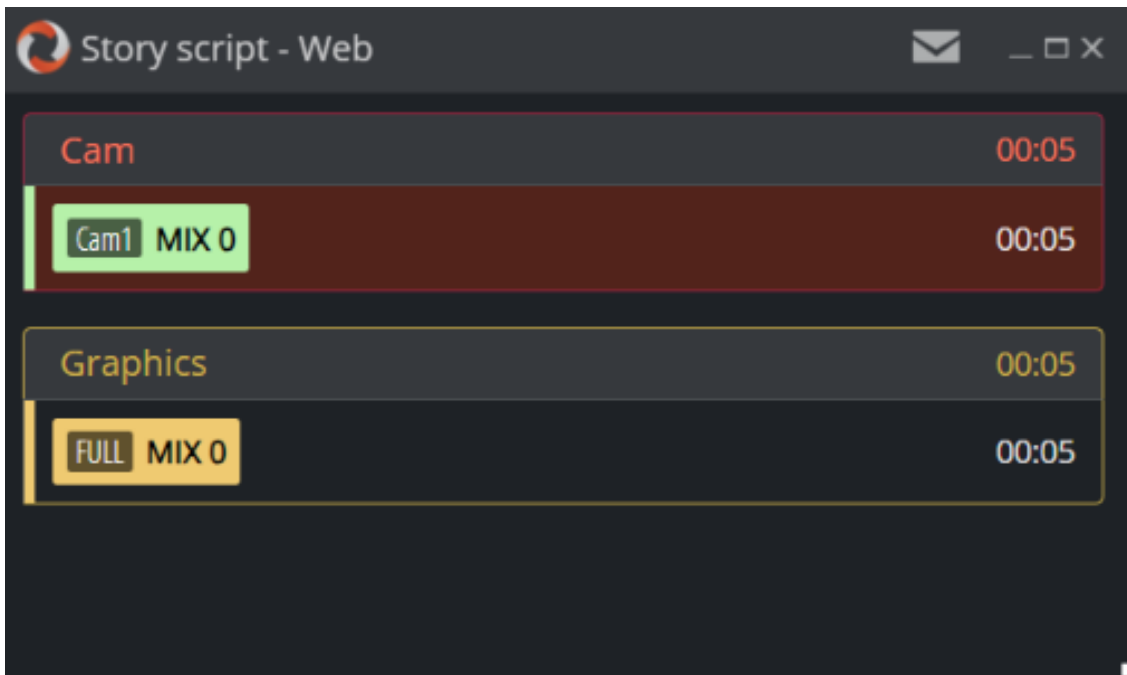 Story script - Web
Cam 00:05
Cam1 MIX 0 00:05
Graphics 00:05
FULL MIX 0 00:05